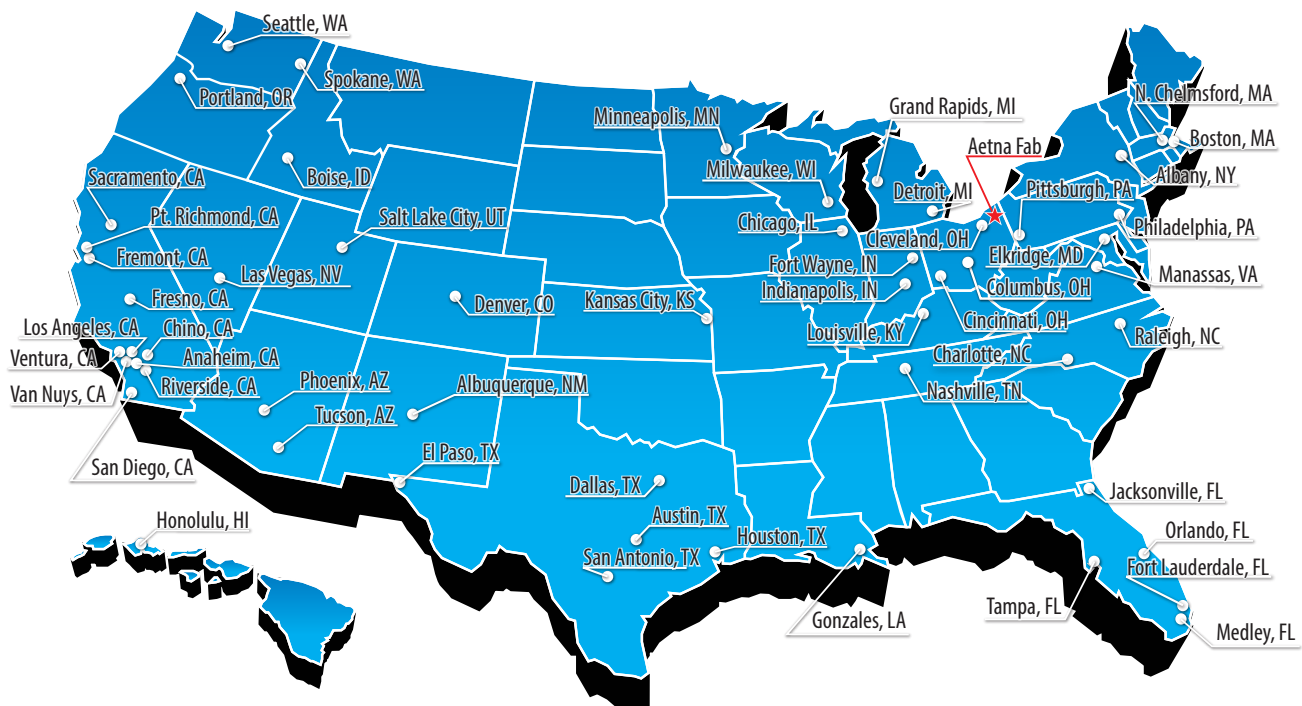 Seattle, WA
Spokane, WA
Portland, OR
Grand Rapids, MI
N. Chelmsford, MA
Minneapolis, MN
Aetna Fab
Boston, MA
Boise, ID
Milwaukee, WI
Albany, NY
Sacramento, CA
Detroit, MI
Pittsburgh, PA
Pt. Richmond, CA
Salt Lake City, UT
Chicago, IL
Philadelphia, PA
Cleveland, OH
Fremont, CA
Elkridge, MD
Fort Wayne, IN
Las Vegas, NV
Manassas, VA
Indianapolis, IN
Columbus, OH
Fresno, CA
Denver, CO
Kansas City, KS
Los Angeles, CA
Chino, CA
Louisville, KY
Cincinnati, OH
Raleigh, NC
Ventura, CA
Anaheim, CA
Charlotte, NC
Riverside, CA
Phoenix, AZ
Albuquerque, NM
Nashville, TN
Van Nuys, CA
Tucson, AZ
El Paso, TX
San Diego, CA
Dallas, TX
Jacksonville, FL
Honolulu, HI
Austin, TX
Houston, TX
Orlando, FL
San Antonio, TX
Fort Lauderdale, FL
Tampa, FL
Gonzales, LA
Medley, FL